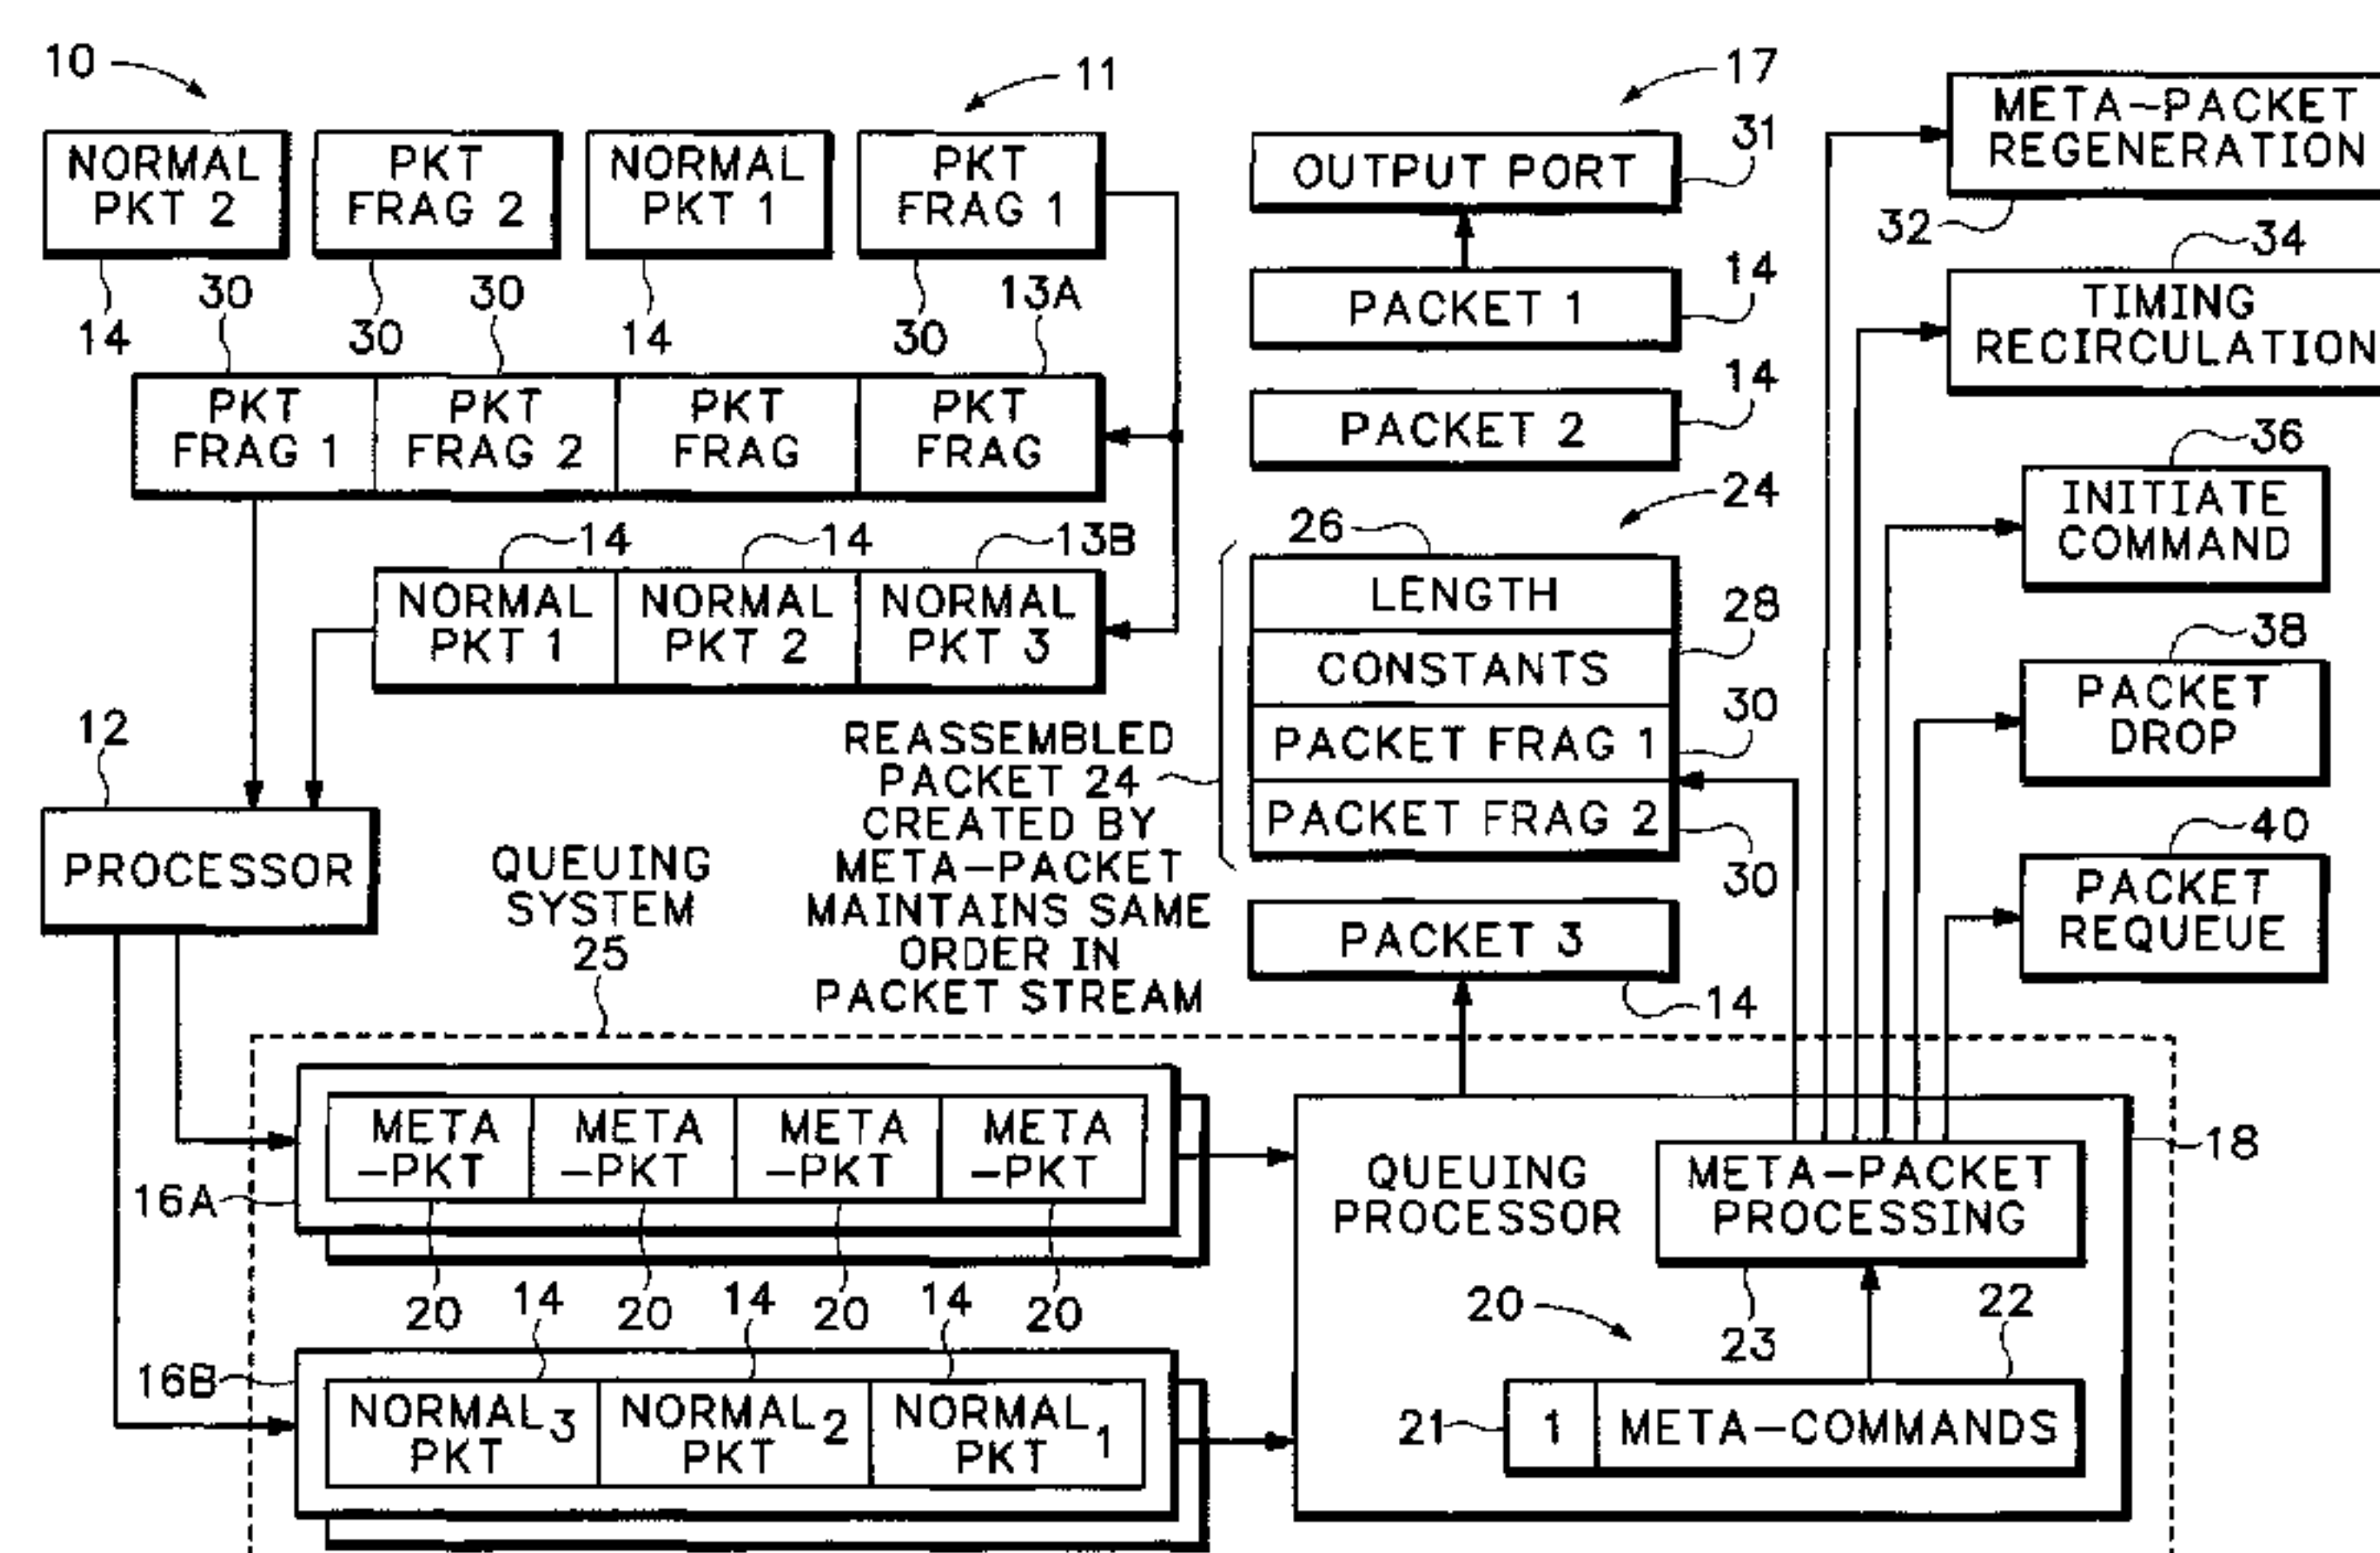 10
11
17
NORMAL
PKT 2
PKT
FRAG 2
NORMAL
PKT 1
PKT
FRAG 1
14
30
14
30
30
30
13A
PKT
FRAG 1
PKT
FRAG 2
PKT
FRAG
PKT
FRAG
14
14
13B
NORMAL
PKT 1
NORMAL
PKT 2
NORMAL
PKT 3
12
PROCESSOR
QUEUING
SYSTEM
25
REASSEMBLED
PACKET 24
CREATED BY
META-PACKET
MAINTAINS SAME
ORDER IN
PACKET STREAM
OUTPUT PORT
31
PACKET 1
14
PACKET 2
14
24
26
LENGTH
28
CONSTANTS
30
PACKET FRAG 1
PACKET FRAG 2
30
PACKET 3
14
META-PACKET
REGENERATION
32
34
TIMING
RECIRCULATION
36
INITIATE
COMMAND
38
PACKET
DROP
40
PACKET
REQUEUE
META
-PKT
META
-PKT
META
-PKT
META
-PKT
16A
20
20
20
20
14
14
14
16B
NORMAL 3
PKT
NORMAL 2
PKT
NORMAL 1
PKT
QUEUING
PROCESSOR
META-PACKET
PROCESSING
18
20
23
22
21
1
META-COMMANDS